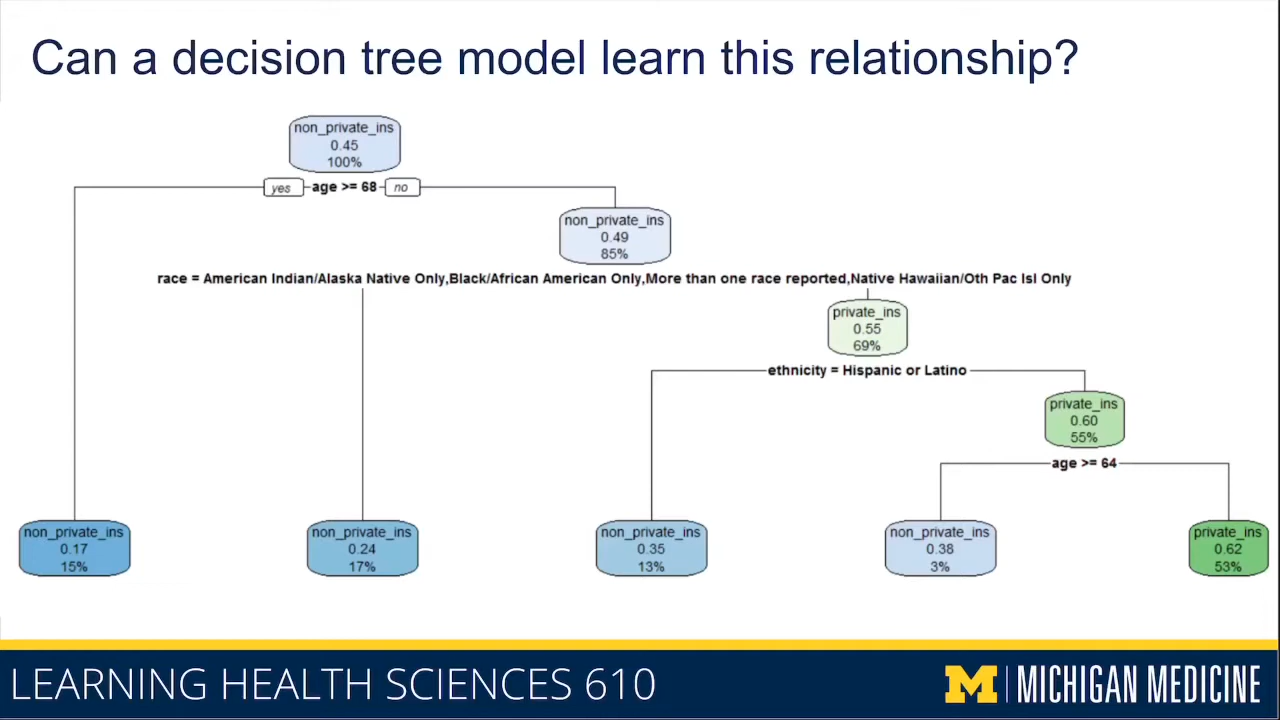 Can a decision tree model learn this relationship?
non_private_ins
0.45
100%
yes age >= 68 no
non_private_ins
0.49
85%
race = American Indian/Alaska Native Only,Black/African American Only,More than one race reported,Native Hawaiian/Oth Pac Isl Only
private_ins
0.55
69%
ethnicity = Hispanic or Latino
private_ins
0.60
55%
age >= 64
non_private_ins
0.17
15%
non_private_ins
0.24
17%
non_private_ins
0.35
13%
non_private_ins
0.38
3%
private_ins
0.62
53%
LEARNING HEALTH SCIENCES 610
M MICHIGAN MEDICINE